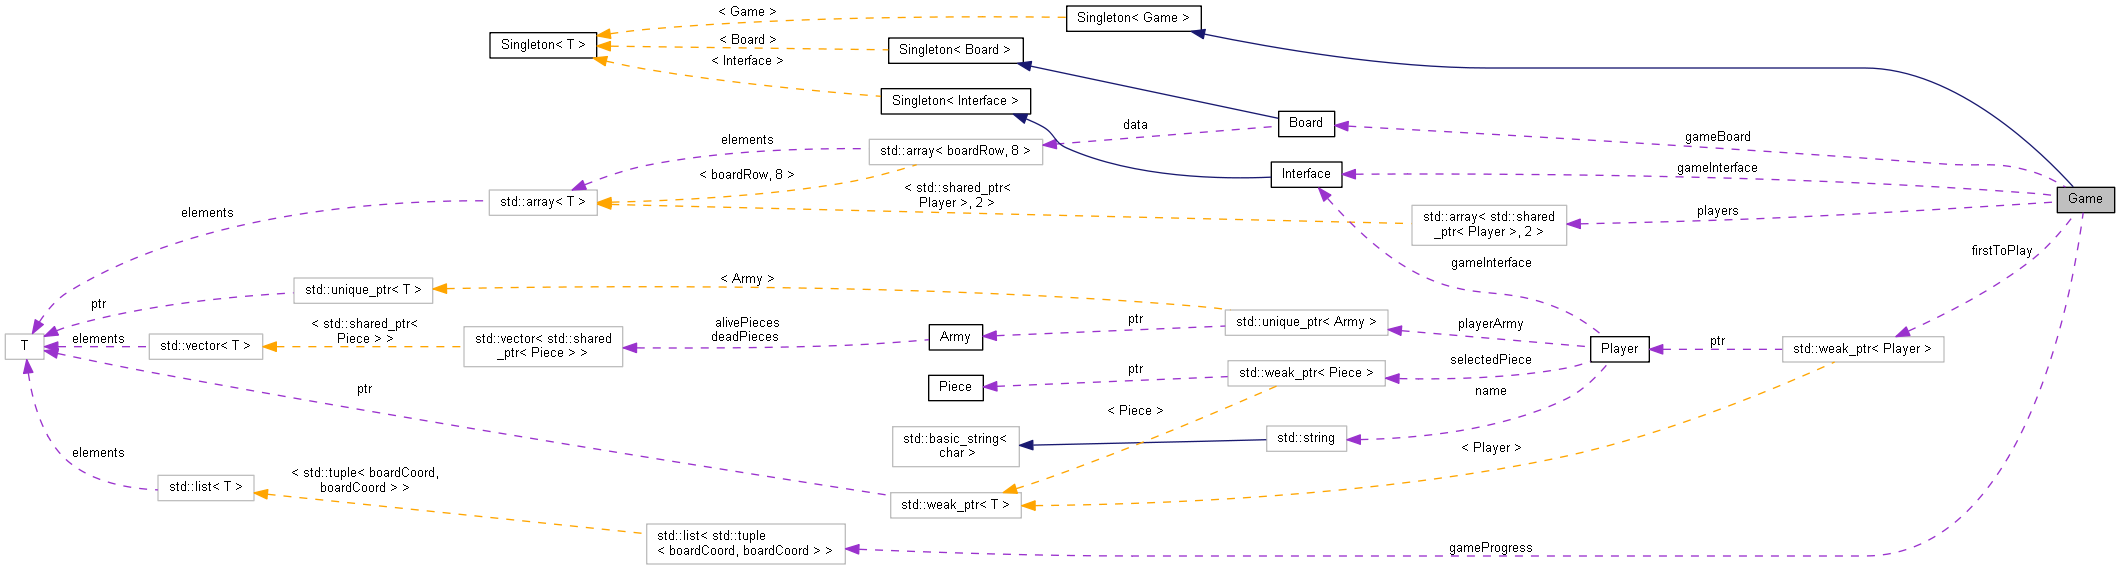 < Game >
Singleton< Game >
Singleton< T >
< Board >
Singleton< Board >
< Interface >
Singleton< Interface >
Board
data
elements
std::array< boardRow, 8 >
gameBoard
gameInterface
Interface
< boardRow, 8 >
std::array< T >
< std::shared_ptr<
Player >, 2 >
elements
std::array< std::shared
_ptr< Player >, 2 >
players
Game
firstToPlay
gameInterface
< Army >
std::unique_ptr< T >
ptr
T
elements
std::vector< T >
< std::shared_ptr<
Piece > >
std::vector< std::shared
_ptr< Piece > >
alivePieces
deadPieces
Army
ptr
std::unique_ptr< Army >
playerArmy
Player
ptr
std::weak_ptr< Player >
selectedPiece
name
Piece
ptr
std::weak_ptr< Piece >
ptr
< Piece >
std::basic_string<
char >
std::string
< Player >
elements
std::list< T >
< std::tuple< boardCoord,
boardCoord > >
std::weak_ptr< T >
std::list< std::tuple
< boardCoord, boardCoord > >
gameProgress